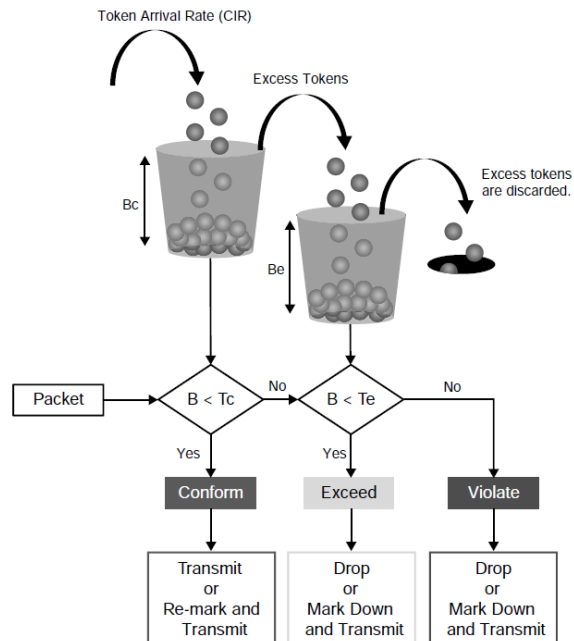 Token Arrival Rate (CIR)
Excess Tokens
Excess tokens
are discarded.
Bc
Be
Packet
B < Tc
No
B < Te
No
Yes
Yes
Conform
Exceed
Violate
Transmit
or
Re-mark and
Transmit
Drop
or
Mark Down
and Transmit
Drop
or
Mark Down
and Transmit